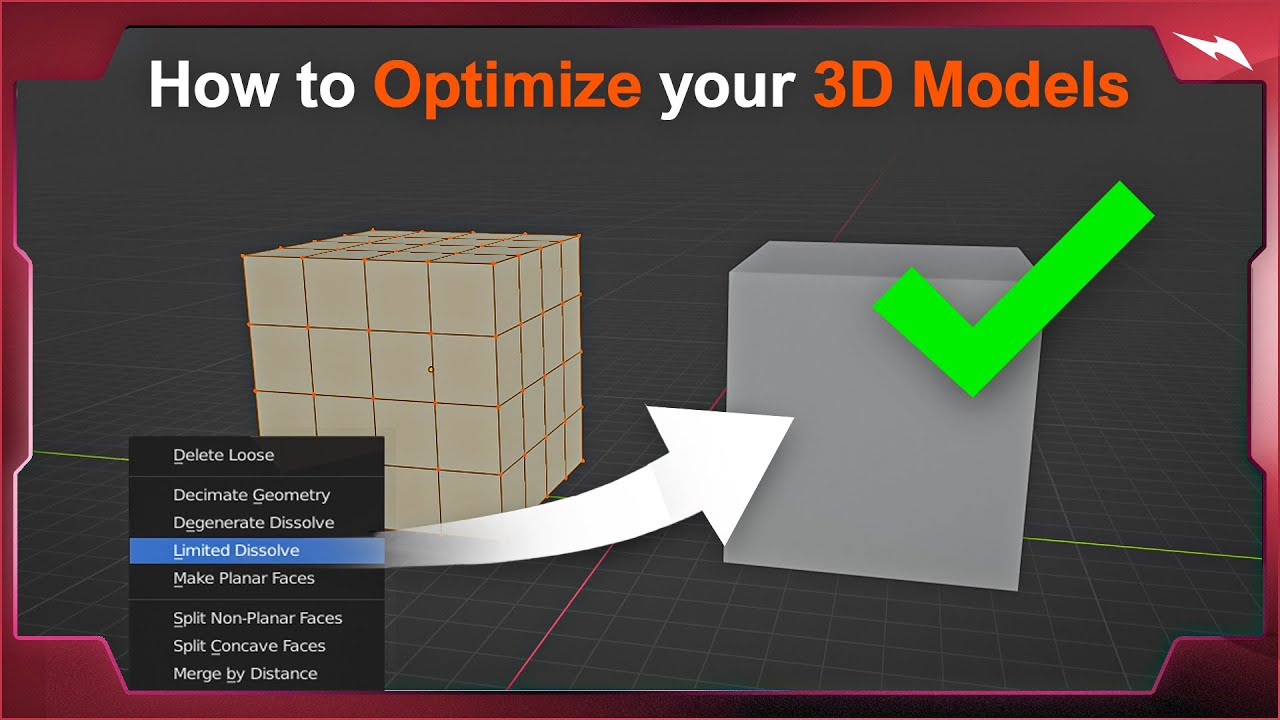 How to Optimize your 3D Models
Delete Loose
Decimate Geometry
Degenerate Dissolve
Limited Dissolve
Make Planar Faces
Split Non-Planar Faces
Split Concave Faces
Merge by Distance